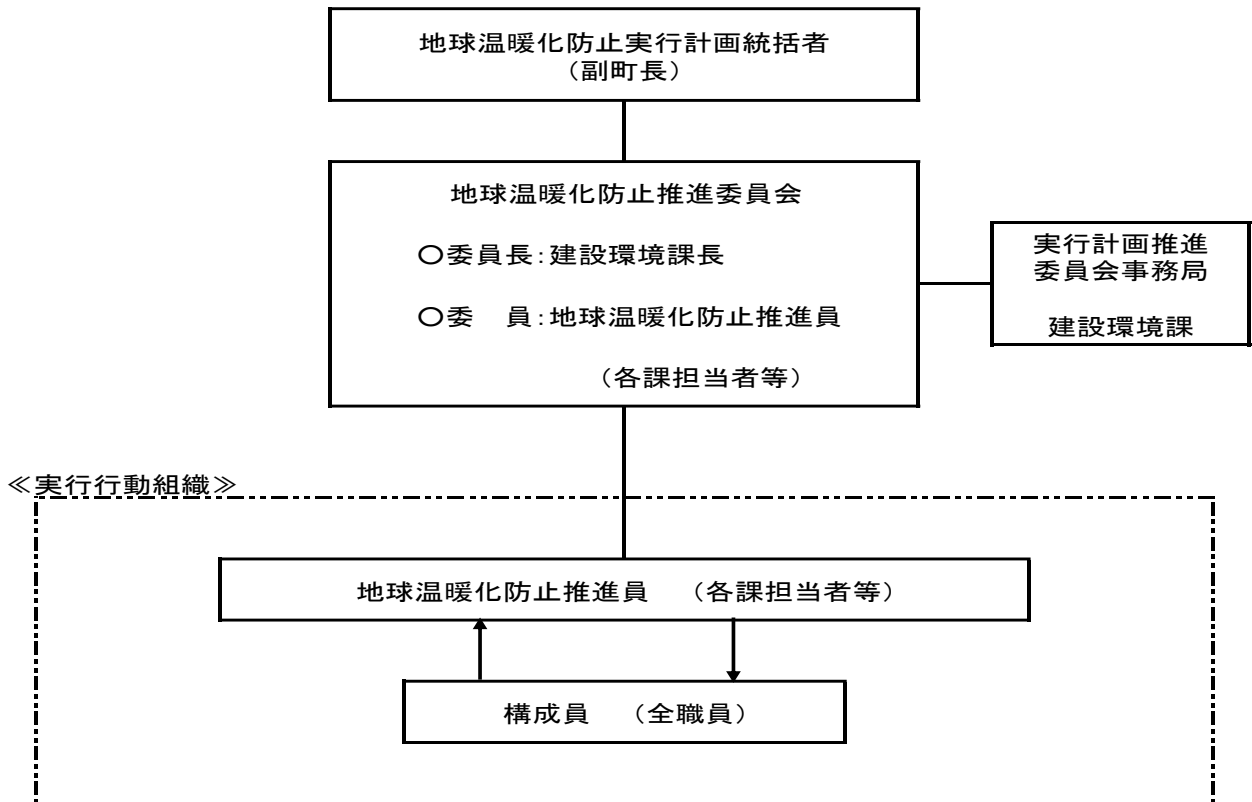 地球温暖化防止実行計画統括者
（副町長）
地球温暖化防止推進委員会
〇委員長：建設環境課長
〇委　員：地球温暖化防止推進員
（各課担当者等）
実行計画推進
委員会事務局
建設環境課
≪実行行動組織≫
地球温暖化防止推進員　（各課担当者等）
構成員　（全職員）